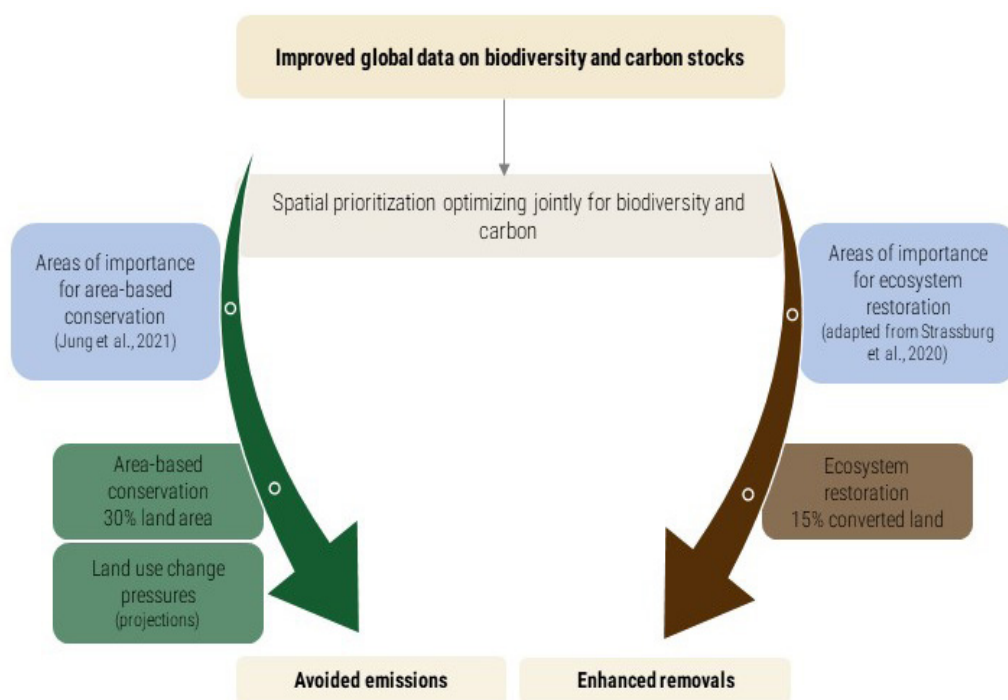 Improved global data on biodiversity and carbon stocks
Spatial prioritization optimizing jointly for biodiversity and
carbon
Areas of importance
for area-based
conservation
(Jung et al., 2021)
Areas of importance
for ecosystem
restoration
(adapted from Strassburg
et al., 2020)
Area-based
conservation
30% land area
Ecosystem
restoration
15% converted land
Land use change
pressures
(projections)
Avoided emissions
Enhanced removals